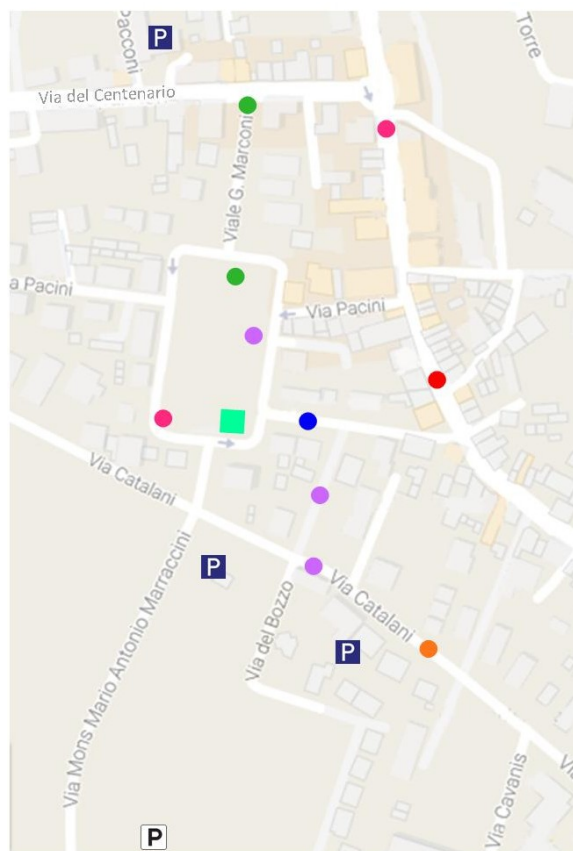 Torre
pacconi
P
Via del Centenario
Viale G. Marconi
a Pacini
Via Pacini
Via Catalani
P
Via Catalani
Via del Bozzo
P
Via Mons Mario Antonio Marraccini
Via Cavanis
Via
P